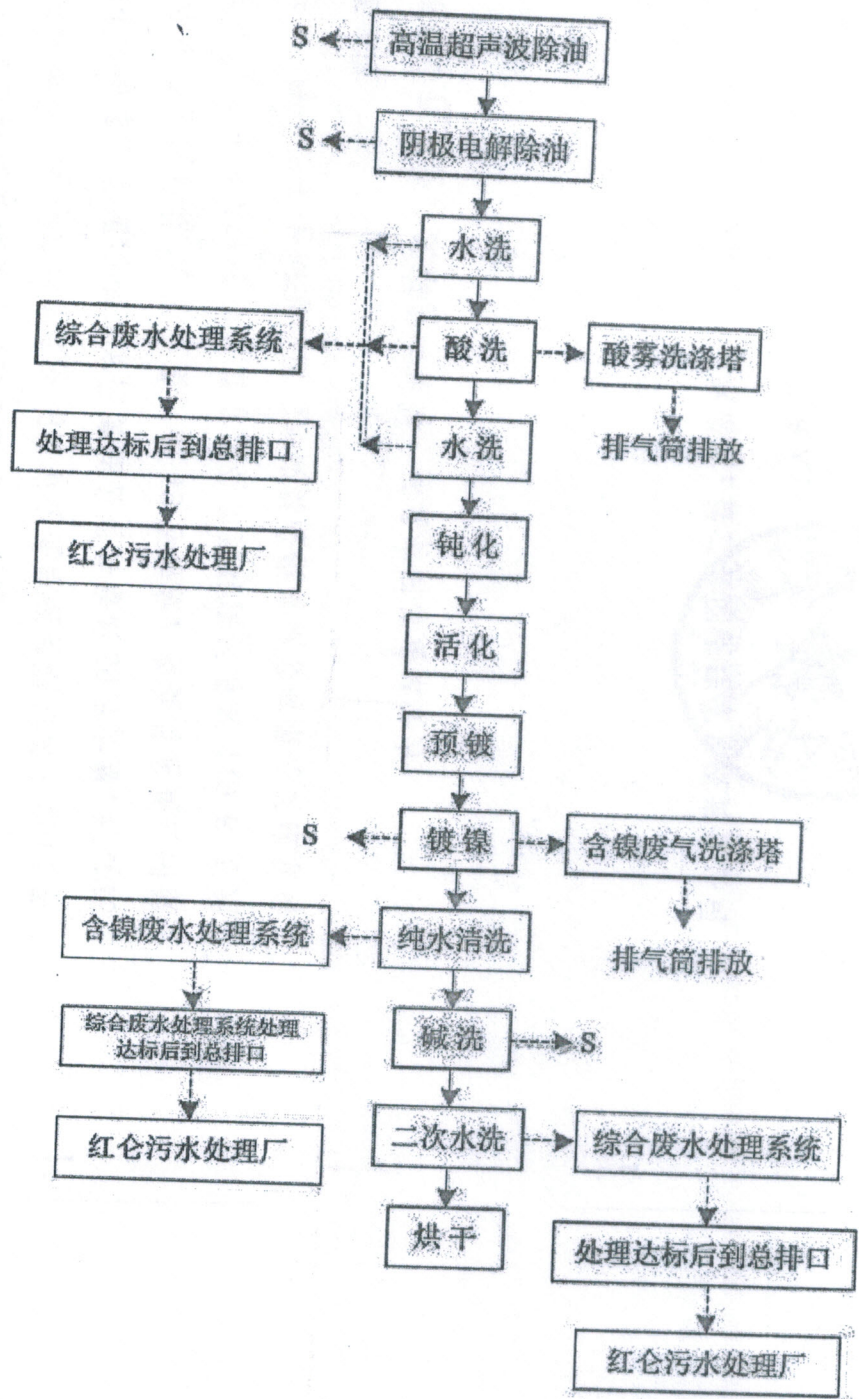 S
高温超声波除油
S
阴极电解除油
水洗
综合废水处理系统
酸洗
酸雾洗涤塔
处理达标后到总排口
水洗
排气筒排放
红仑污水处理厂
钝化
活化
预镀
S
镀镍
含镍废气洗涤塔
含镍废水处理系统
纯水清洗
排气筒排放
综合废水处理系统处理
达标后到总排口
碱洗
S
红仑污水处理厂
二次水洗
综合废水处理系统
烘干
处理达标后到总排口
红仑污水处理厂